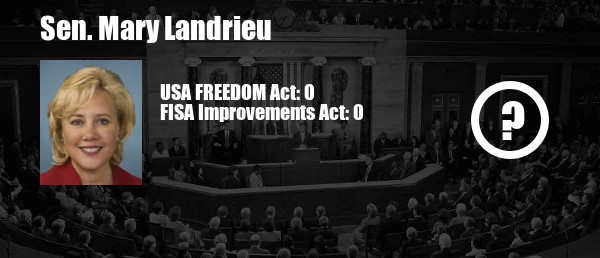 Sen. Mary Landrieu
USA FREEDOM Act: 0
FISA Improvements Act: 0
?